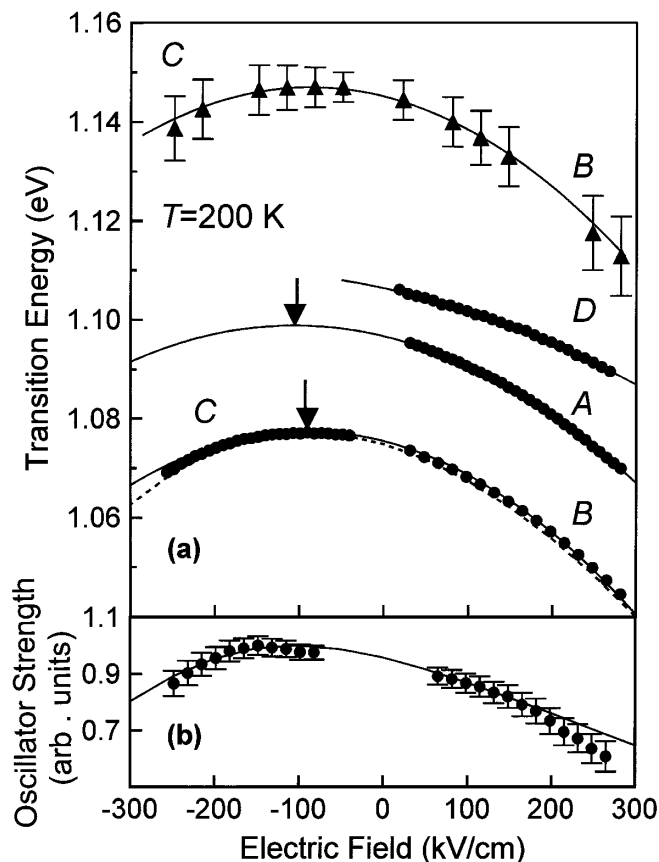 1.16
C
1.14
B
1.12
T=200 K
D
1.10
A
1.08
C
B
1.06
(a)
Transition Energy (eV)
1.1
0.9
0.7
(b)
Oscillator Strength
(arb . units)
-300 -200 -100 0 100 200 300
Electric Field (kV/cm)